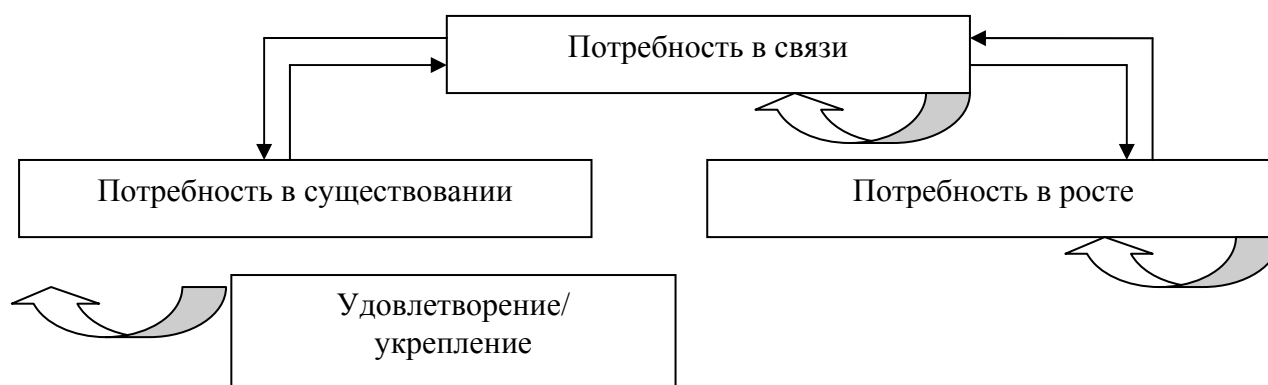 Потребность в связи
Потребность в существовании
Потребность в росте
Удовлетворение/
укрепление